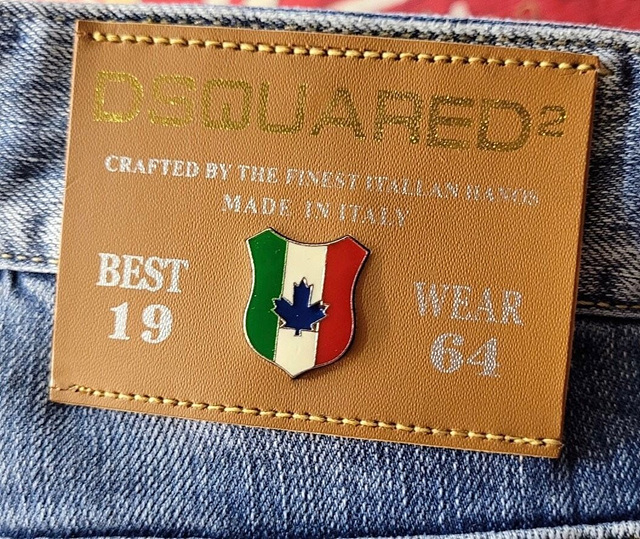 DSQUARED2
CRAFTED BY THE FINEST ITALIAN HANDS
MADE IN ITALY
BEST WEAR
19 64